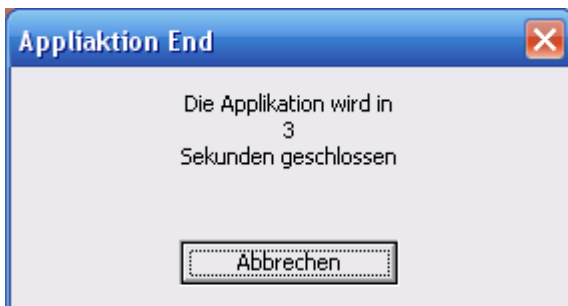 Appliaktion End
Die Applikation wird in
3
Sekunden geschlossen
Abbrechen